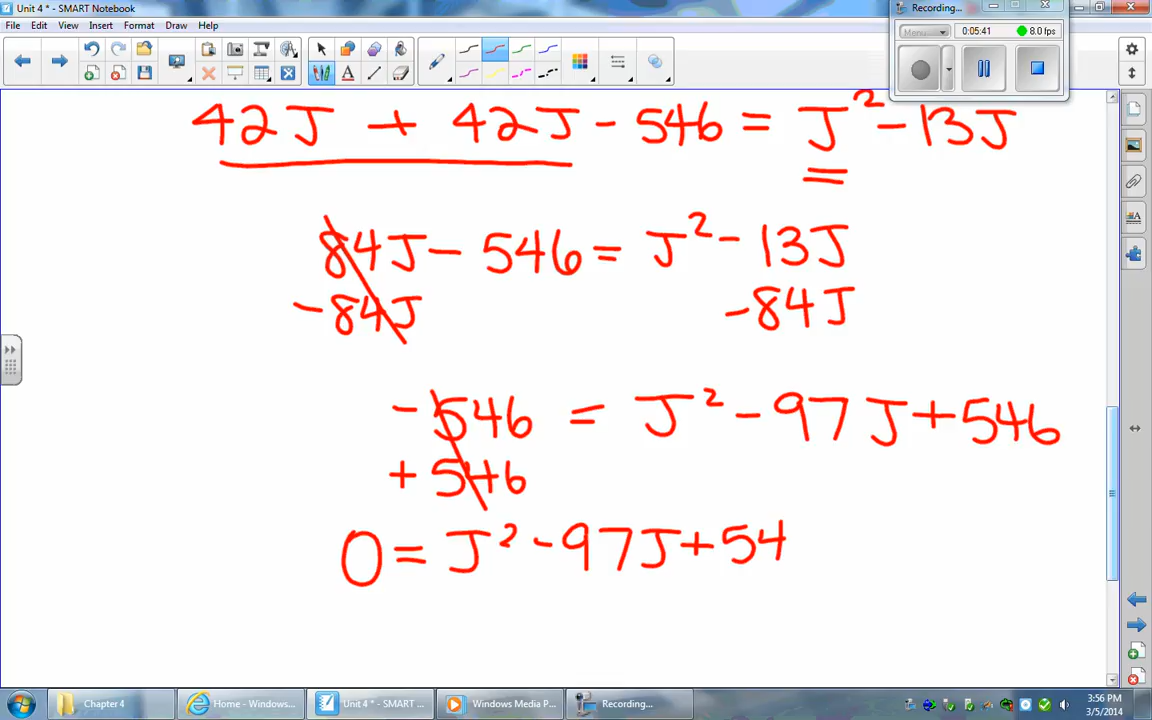 Unit 4 * - SMART Notebook
Recording...
File Edit View Insert Format Draw Help
Menu
0:05:41
8.0 fps
42J + 42J - 546 = J² - 13J
84J - 546 = J² - 13J
-84J -84J
- 546 = J² - 97J + 546
+ 546
0 = J² - 97J + 54
Chapter 4
Home - Windows...
Unit 4 * - SMART ...
Windows Media P...
Recording...
3:56 PM
3/5/2014